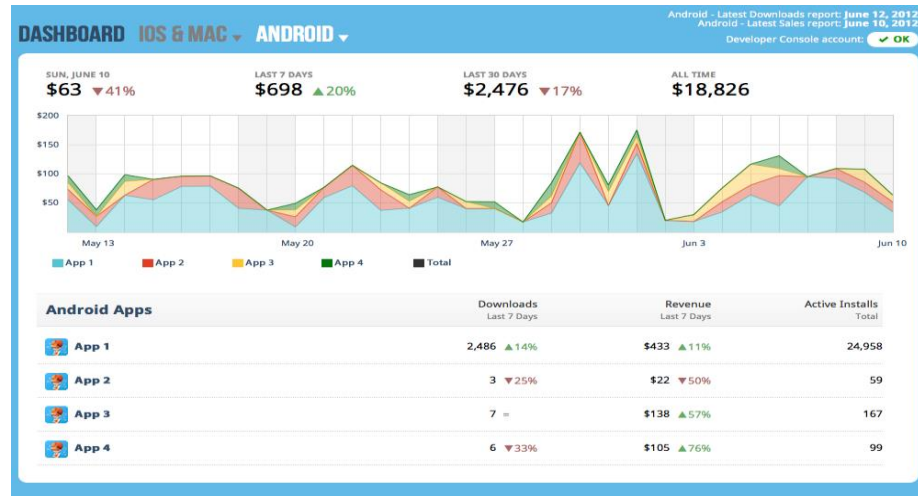 Android - Latest Downloads report: June 12, 2012
Android - Latest Sales report: June 10, 2012
DASHBOARD IOS & MAC ANDROID
Developer Console account: OK
SUN, JUNE 10 LAST 7 DAYS LAST 30 DAYS ALL TIME
$63 ▼41% $698 ▲20% $2,476 ▼17% $18,826
$200
$150
$100
$50
May 13 May 20 May 27 Jun 3 Jun 10
App 1 App 2 App 3 App 4 Total
Android Apps Downloads Revenue Active Installs
Last 7 Days Last 7 Days Total
App 1 2,486 ▲14% $433 ▲11% 24,958
App 2 3 ▼25% $22 ▼50% 59
App 3 7 = $138 ▲57% 167
App 4 6 ▼33% $105 ▲76% 99